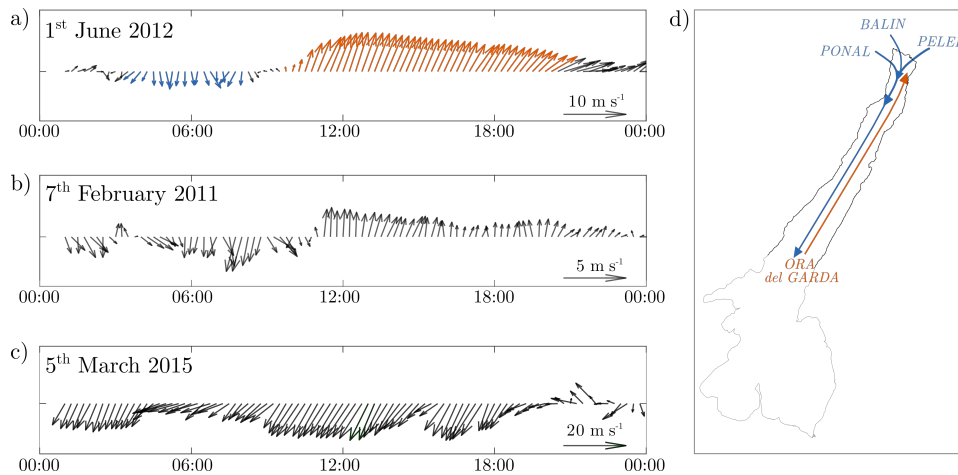 a)
1st June 2012
10 m s-1
00:00 06:00 12:00 18:00 00:00
b)
7th February 2011
5 m s-1
00:00 06:00 12:00 18:00 00:00
c)
5th March 2015
20 m s-1
00:00 06:00 12:00 18:00 00:00
d)
BALIN
PONAL
PELER
ORA
del GARDA